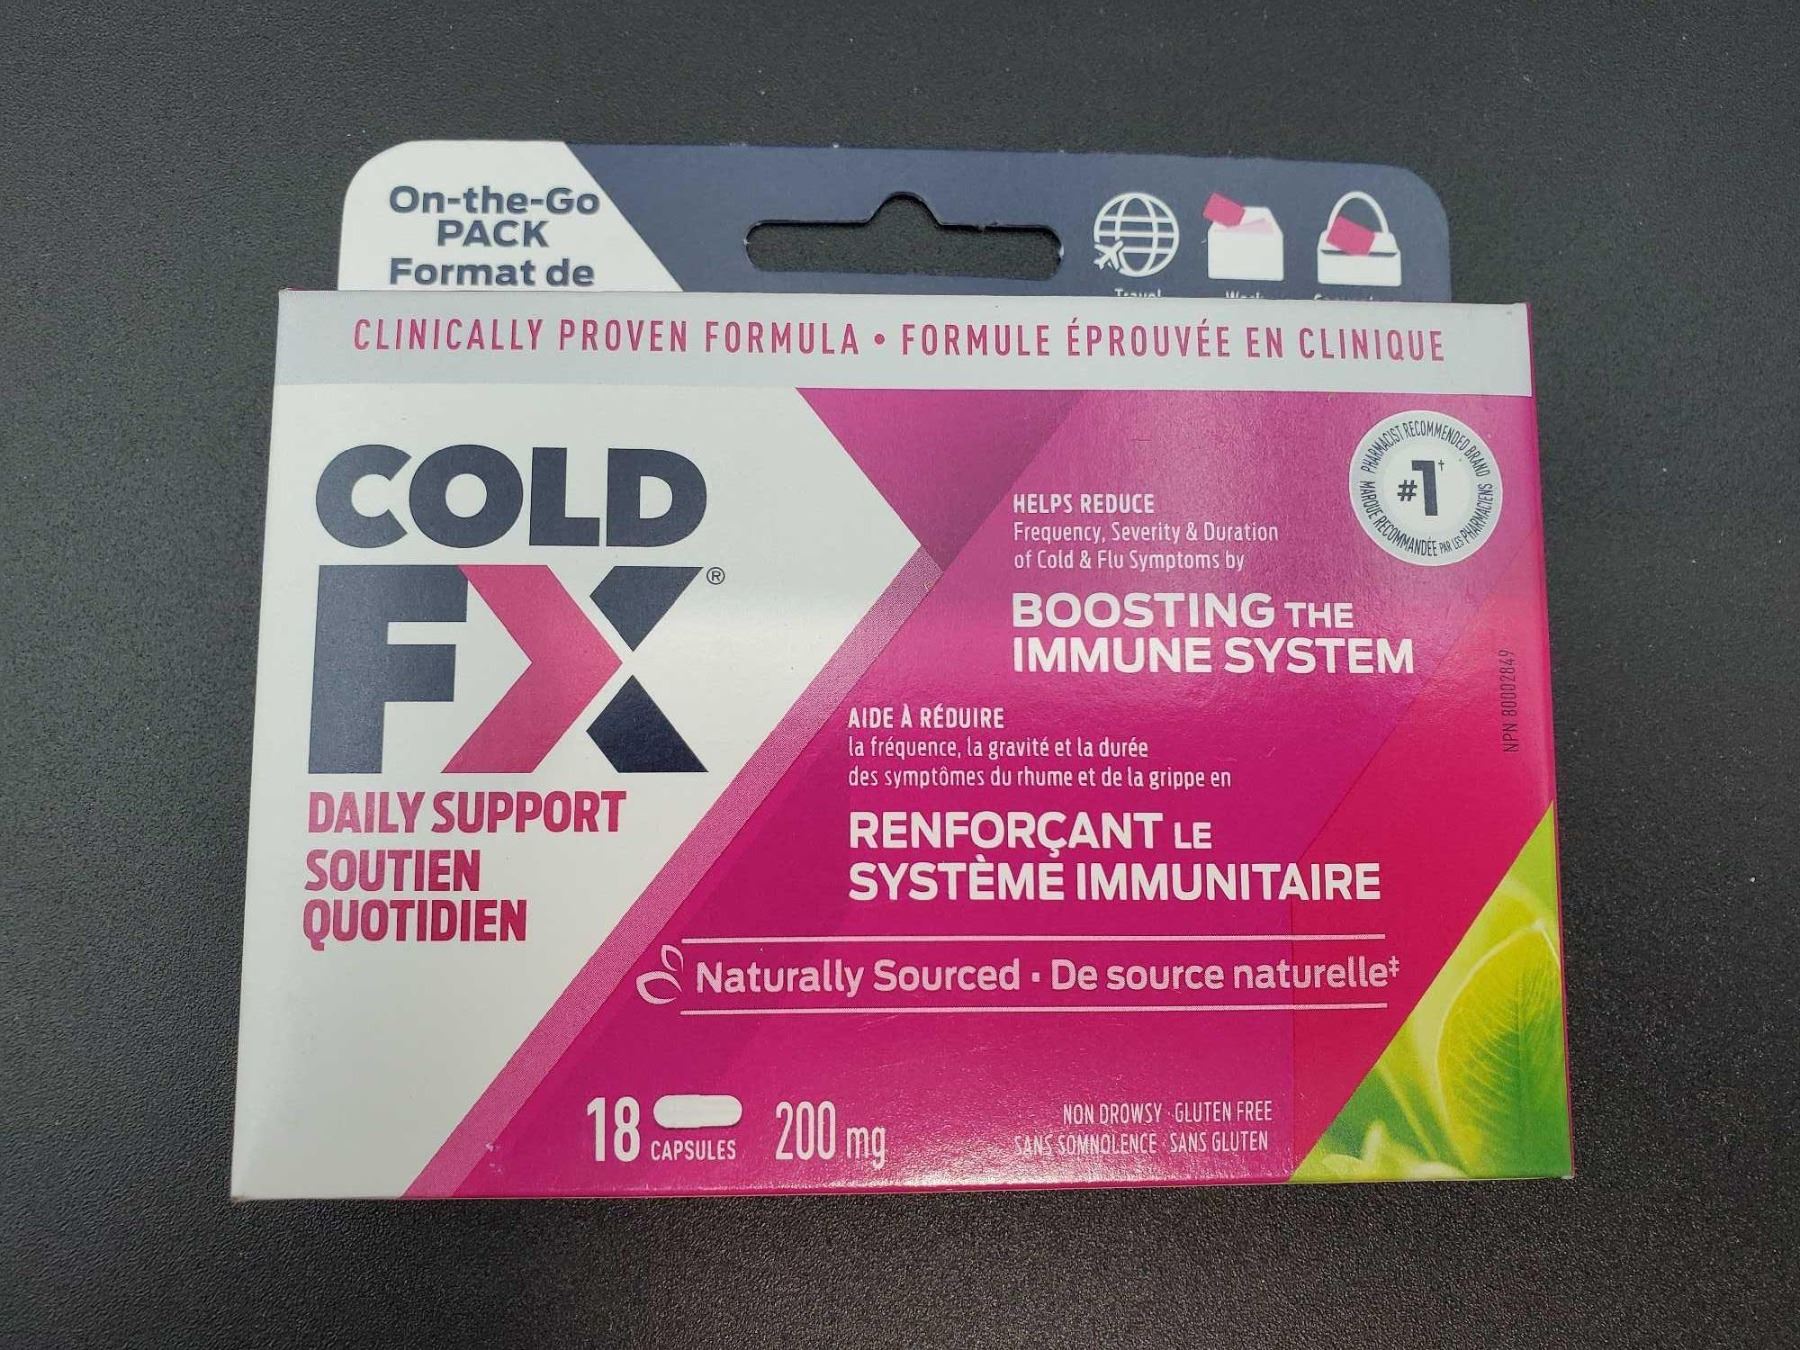 On-the-Go
PACK
Format de
CLINICALLY PROVEN FORMULA • FORMULE ÉPROUVÉE EN CLINIQUE
COLD
FX®
DAILY SUPPORT
SOUTIEN
QUOTIDIEN
PHARMACIST RECOMMENDED BRAND
#1†
MARQUE RECOMMANDÉE PAR LES PHARMACIENS
HELPS REDUCE
Frequency, Severity & Duration
of Cold & Flu Symptoms by
BOOSTING THE
IMMUNE SYSTEM
AIDE À RÉDUIRE
la fréquence, la gravité et la durée
des symptômes du rhume et de la grippe en
RENFORÇANT LE
SYSTÈME IMMUNITAIRE
NPN 80002849
Naturally Sourced · De source naturelle‡
18 CAPSULES 200 mg
NON DROWSY · GLUTEN FREE
SANS SOMNOLENCE · SANS GLUTEN